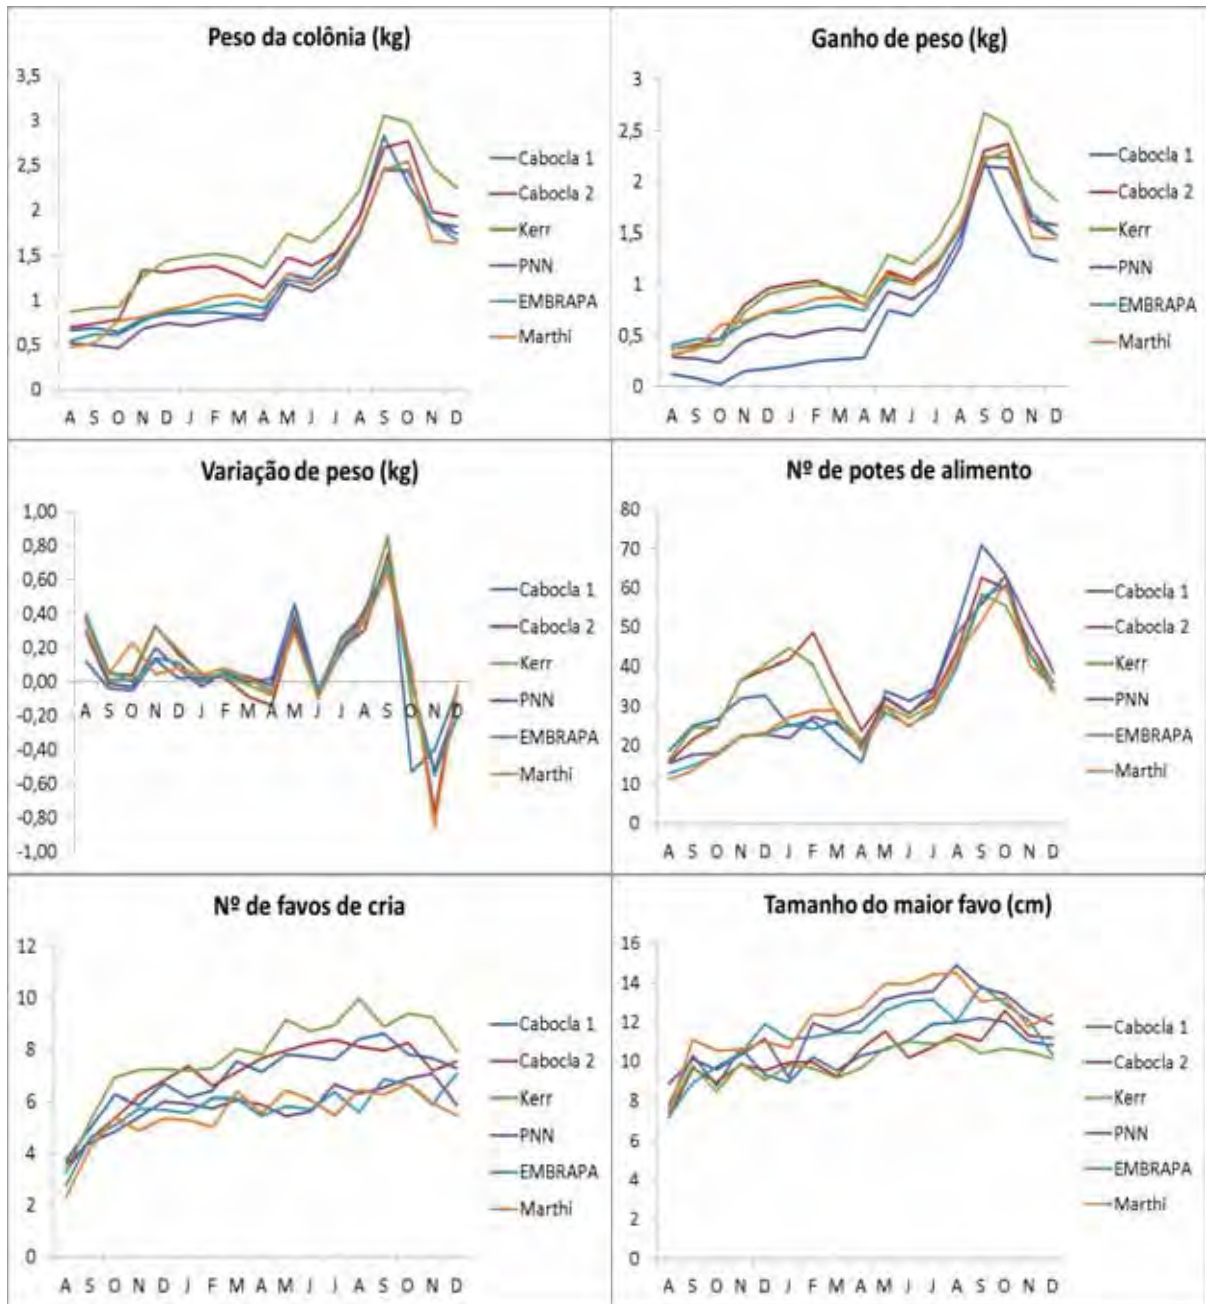 Peso da colônia (kg)
3,5
3
2,5
2
1,5
1
0,5
0
A S O N D J F M A M J J A S O N D
Cabocla 1
Cabocla 2
Kerr
PNN
EMBRAPA
Marthi
Ganho de peso (kg)
3
2,5
2
1,5
1
0,5
0
A S O N D J F M A M J J A S O N D
Cabocla 1
Cabocla 2
Kerr
PNN
EMBRAPA
Marthi
Variação de peso (kg)
1,00
0,80
0,60
0,40
0,20
0,00
-0,20
-0,40
-0,60
-0,80
-1,00
A S O N D J F M A M J J A S O N D
Cabocla 1
Cabocla 2
Kerr
PNN
EMBRAPA
Marthi
Nº de potes de alimento
80
70
60
50
40
30
20
10
0
A S O N D J F M A M J J A S O N D
Cabocla 1
Cabocla 2
Kerr
PNN
EMBRAPA
Marthi
Nº de favos de cria
12
10
8
6
4
2
0
A S O N D J F M A M J J A S O N D
Cabocla 1
Cabocla 2
Kerr
PNN
EMBRAPA
Marthi
Tamanho do maior favo (cm)
16
14
12
10
8
6
4
2
0
A S O N D J F M A M J J A S O N D
Cabocla 1
Cabocla 2
Kerr
PNN
EMBRAPA
Marthi